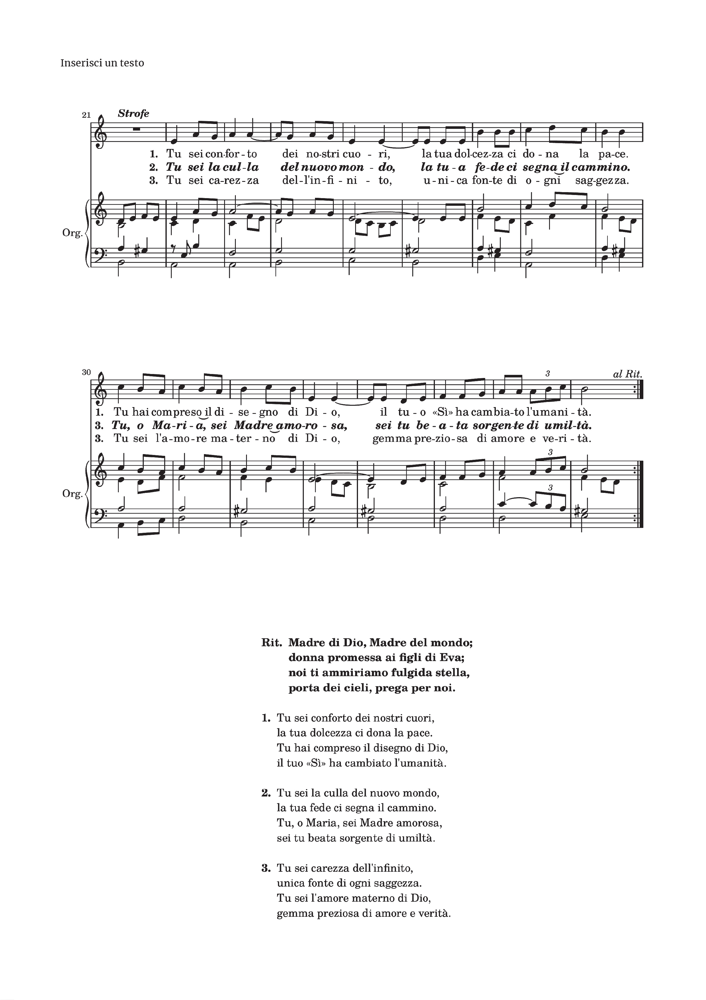 Inserisci un testo
21 Strofe
1. Tu sei con-for-to dei no-stri cuo-ri, la tua dol-cez-za ci do-na la pa-ce.
2. Tu sei la cul-la del nuovo mon-do, la tu-a fe-de ci segna il cammino.
3. Tu sei ca-rez-za del-l'in-fi-ni-to, u-ni-ca fon-te di o-gni sag-gezza.
Org.
30 al Rit.
3
1. Tu hai compreso il di-se-gno di Di-o, il tu-o «Sì» ha cambia-to l'umani-tà.
3. Tu, o Ma-ri-a, sei Madre amo-ro-sa, sei tu be-a-ta sorgen-te di umil-tà.
3. Tu sei l'a-mo-re ma-ter-no di Di-o, gemma pre-zio-sa di amore e ve-ri-tà.
3
Org.
3
Rit. Madre di Dio, Madre del mondo;
donna promessa ai figli di Eva;
noi ti ammiriamo fulgida stella,
porta dei cieli, prega per noi.
1. Tu sei conforto dei nostri cuori,
la tua dolcezza ci dona la pace.
Tu hai compreso il disegno di Dio,
il tuo «Sì» ha cambiato l'umanità.
2. Tu sei la culla del nuovo mondo,
la tua fede ci segna il cammino.
Tu, o Maria, sei Madre amorosa,
sei tu beata sorgente di umiltà.
3. Tu sei carezza dell'infinito,
unica fonte di ogni saggezza.
Tu sei l'amore materno di Dio,
gemma preziosa di amore e verità.